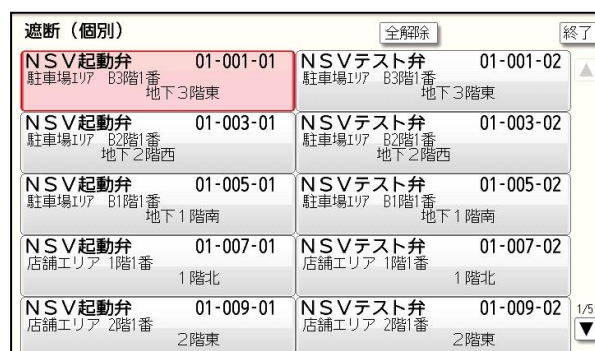 遮断（個別） 全解除 終了
NSV起動弁 01-001-01
駐車場ｴﾘｱ B3階1番
地下3階東
NSVテスト弁 01-001-02
駐車場ｴﾘｱ B3階1番
地下3階東
NSV起動弁 01-003-01
駐車場ｴﾘｱ B2階1番
地下2階西
NSVテスト弁 01-003-02
駐車場ｴﾘｱ B2階1番
地下2階西
NSV起動弁 01-005-01
駐車場ｴﾘｱ B1階1番
地下1階南
NSVテスト弁 01-005-02
駐車場ｴﾘｱ B1階1番
地下1階南
NSV起動弁 01-007-01
店舗エリア 1階1番
1階北
NSVテスト弁 01-007-02
店舗エリア 1階1番
1階北
NSV起動弁 01-009-01
店舗エリア 2階1番
2階東
NSVテスト弁 01-009-02
店舗エリア 2階1番
2階東
1/5